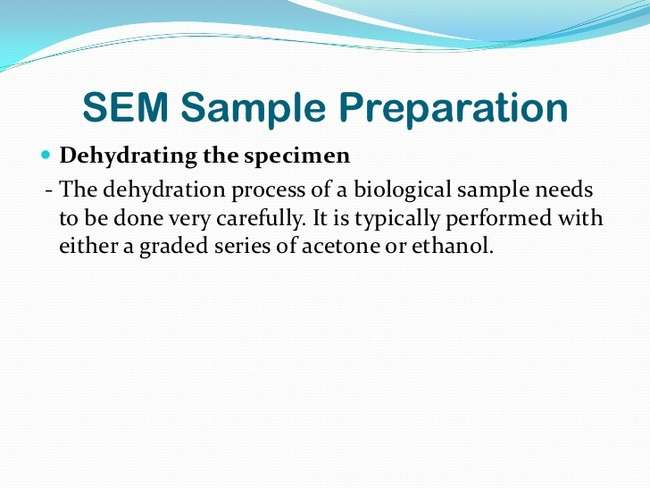 SEM Sample Preparation
• Dehydrating the specimen
- The dehydration process of a biological sample needs
to be done very carefully. It is typically performed with
either a graded series of acetone or ethanol.